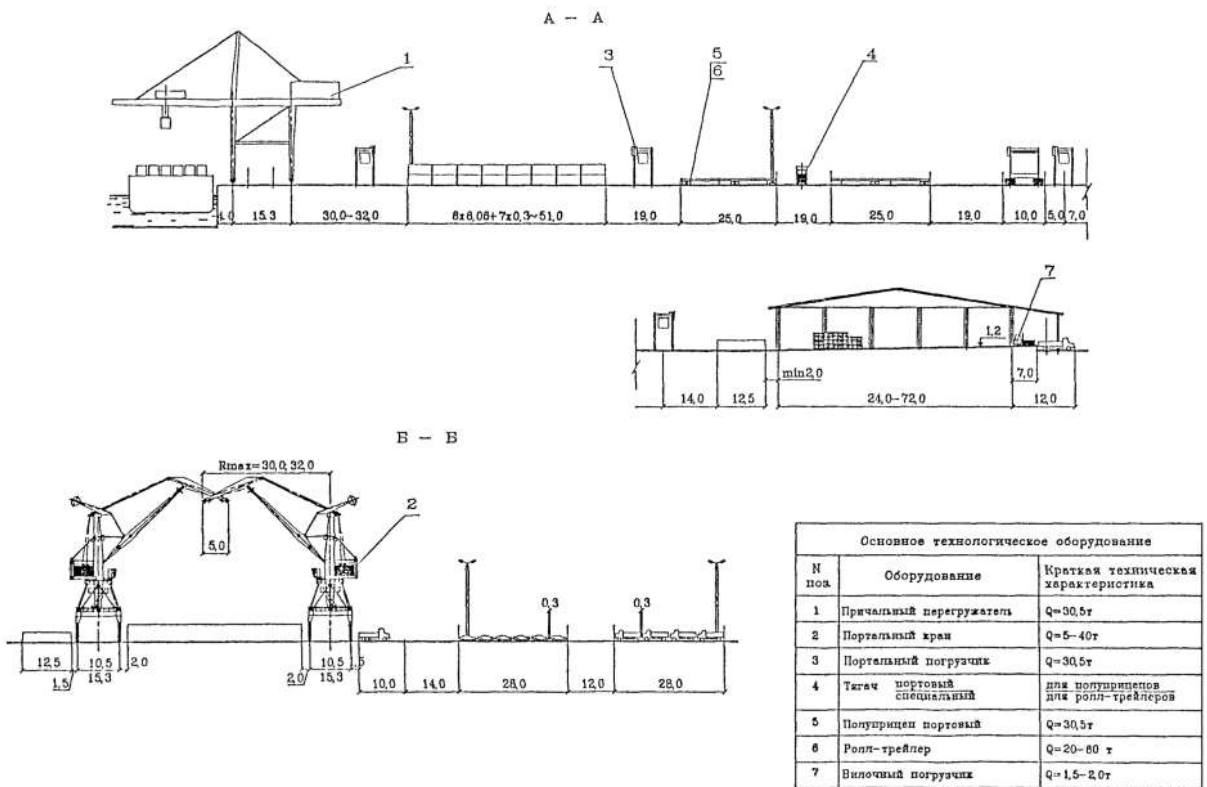 А – А
1
3
5
6
4
15.3
30,0–32,0
8х6,06+7х0,3~51,0
19,0
25,0
19,0
25,0
19,0
10,0
5,0
7,0
7
1,2
min2,0
7,0
14,0
12,5
24,0–72,0
12,0
Б – Б
Rmax=30,0; 32,0
2
5,0
0,3
0,3
12,5
10,5
2,0
10,5
1,5
15,3
2,0
15,3
10,0
14,0
28,0
12,0
28,0
Основное технологическое оборудование
N поз.
Оборудование
Краткая техническая характеристика
1 Причальный перегружатель Q=30,5т
2 Портальный кран Q=5–40т
3 Портальный погрузчик Q=30,5т
4 Тягач портовый специальный для полуприцепов для ролл–трейлеров
5 Полуприцеп портовый Q=30,5т
6 Ролл–трейлер Q=20–80 т
7 Вилочный погрузчик Q=1,5–2,0т